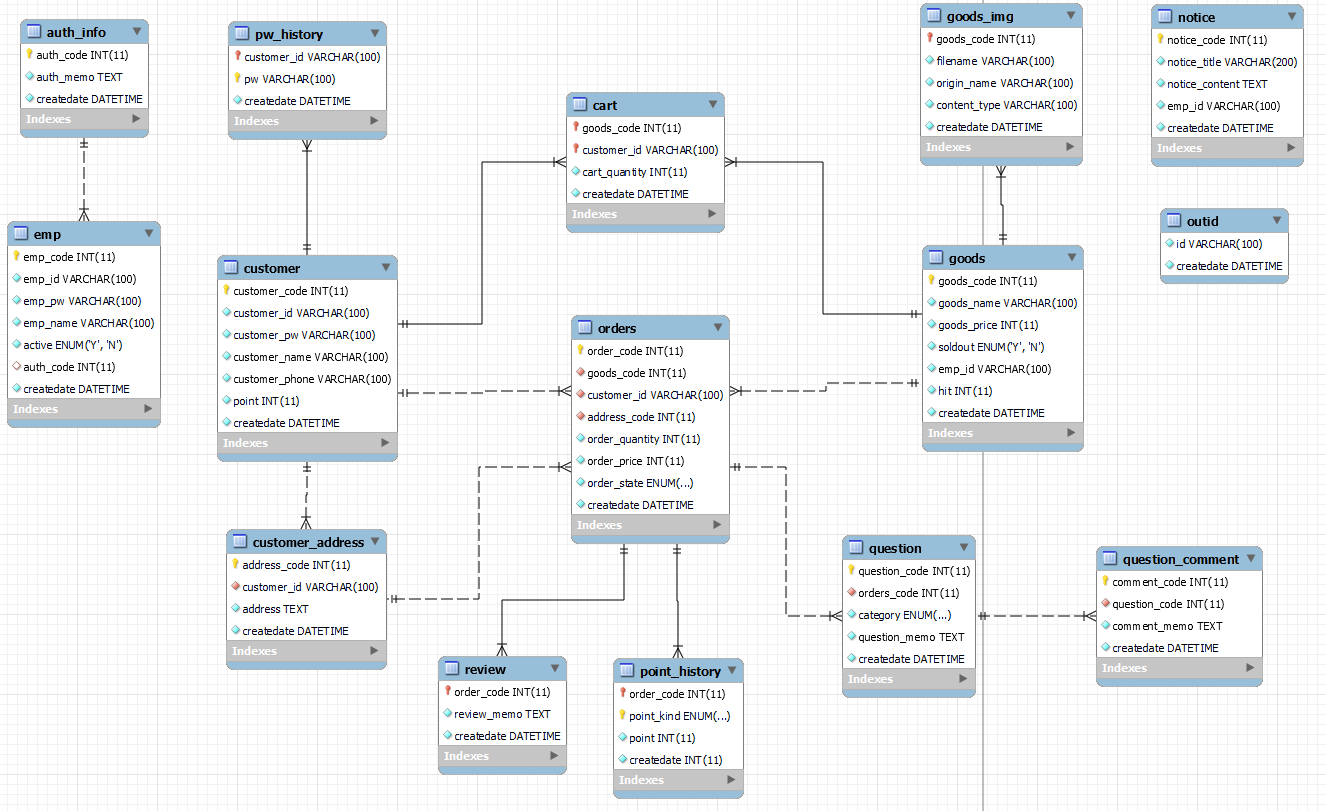 auth_info
auth_code INT(11)
auth_memo TEXT
createdate DATETIME
Indexes
pw_history
customer_id VARCHAR(100)
pw VARCHAR(100)
createdate DATETIME
Indexes
cart
goods_code INT(11)
customer_id VARCHAR(100)
cart_quantity INT(11)
createdate DATETIME
Indexes
goods_img
goods_code INT(11)
filename VARCHAR(100)
origin_name VARCHAR(100)
content_type VARCHAR(100)
createdate DATETIME
Indexes
notice
notice_code INT(11)
notice_title VARCHAR(200)
notice_content TEXT
emp_id VARCHAR(100)
createdate DATETIME
Indexes
emp
emp_code INT(11)
emp_id VARCHAR(100)
emp_pw VARCHAR(100)
emp_name VARCHAR(100)
active ENUM('Y', 'N')
auth_code INT(11)
createdate DATETIME
Indexes
customer
customer_code INT(11)
customer_id VARCHAR(100)
customer_pw VARCHAR(100)
customer_name VARCHAR(100)
customer_phone VARCHAR(100)
point INT(11)
createdate DATETIME
Indexes
orders
order_code INT(11)
goods_code INT(11)
customer_id VARCHAR(100)
address_code INT(11)
order_quantity INT(11)
order_price INT(11)
order_state ENUM(...)
createdate DATETIME
Indexes
goods
goods_code INT(11)
goods_name VARCHAR(100)
goods_price INT(11)
soldout ENUM('Y', 'N')
emp_id VARCHAR(100)
hit INT(11)
createdate DATETIME
Indexes
outid
id VARCHAR(100)
createdate DATETIME
customer_address
address_code INT(11)
customer_id VARCHAR(100)
address TEXT
createdate DATETIME
Indexes
review
order_code INT(11)
review_memo TEXT
createdate DATETIME
Indexes
point_history
order_code INT(11)
point_kind ENUM(...)
point INT(11)
createdate INT(11)
Indexes
question
question_code INT(11)
orders_code INT(11)
category ENUM(...)
question_memo TEXT
createdate DATETIME
Indexes
question_comment
comment_code INT(11)
question_code INT(11)
comment_memo TEXT
createdate DATETIME
Indexes